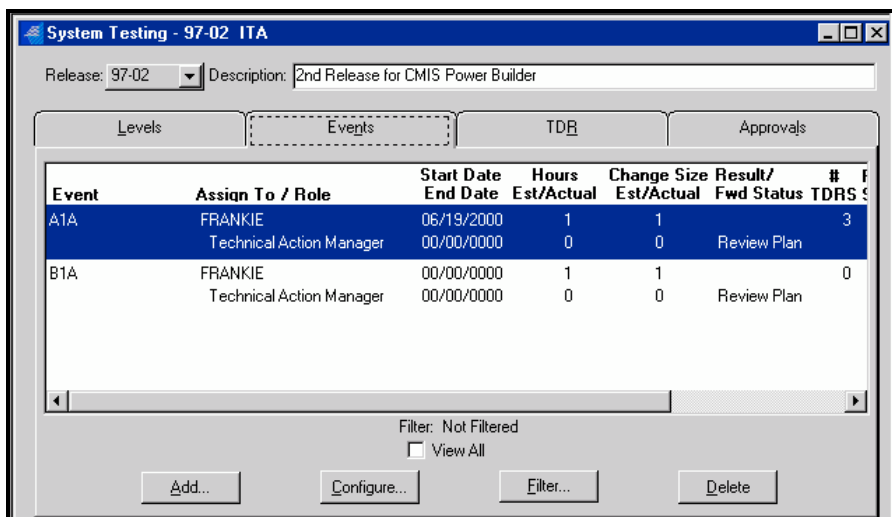 System Testing - 97-02 ITA
Release: 97-02 Description: 2nd Release for CMIS Power Builder
Levels Events TDR Approvals
Start Date Hours Change Size Result/ #
Event Assign To / Role End Date Est/Actual Est/Actual Fwd Status TDRS
A1A FRANKIE 06/19/2000 1 1 3
Technical Action Manager 00/00/0000 0 0 Review Plan
B1A FRANKIE 00/00/0000 1 1 0
Technical Action Manager 00/00/0000 0 0 Review Plan
Filter: Not Filtered
View All
Add... Configure... Filter... Delete